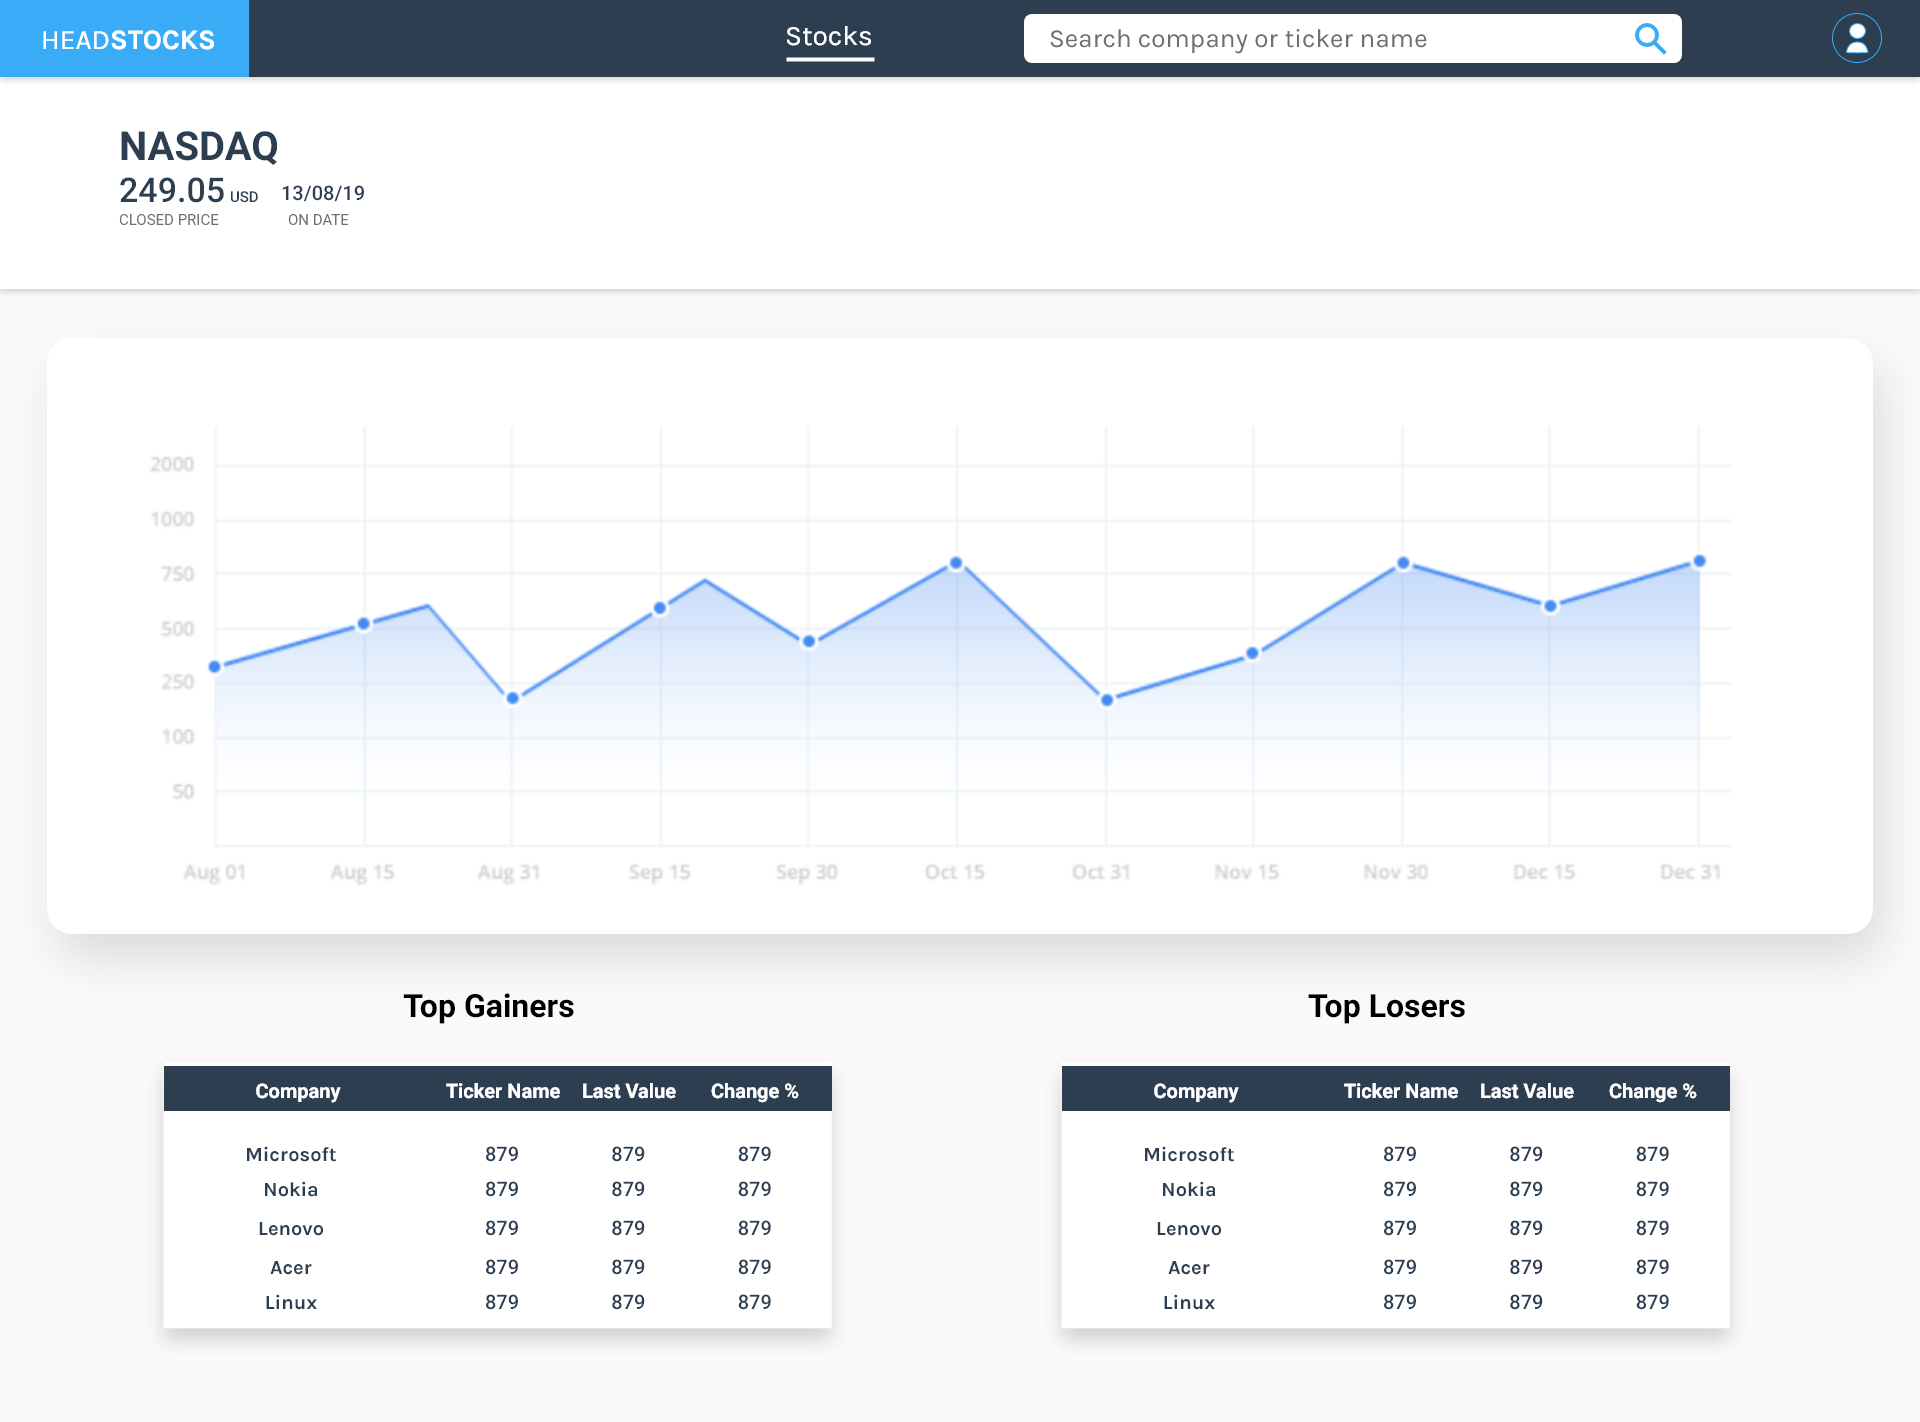 HEADSTOCKS
Stocks
Search company or ticker name
NASDAQ
249.05 USD 13/08/19
CLOSED PRICE ON DATE
2000
1000
750
500
250
100
50
Aug 01 Aug 15 Aug 31 Sep 15 Sep 30 Oct 15 Oct 31 Nov 15 Nov 30 Dec 15 Dec 31
Top Gainers
Company Ticker Name Last Value Change %
Microsoft 879 879 879
Nokia 879 879 879
Lenovo 879 879 879
Acer 879 879 879
Linux 879 879 879
Top Losers
Company Ticker Name Last Value Change %
Microsoft 879 879 879
Nokia 879 879 879
Lenovo 879 879 879
Acer 879 879 879
Linux 879 879 879